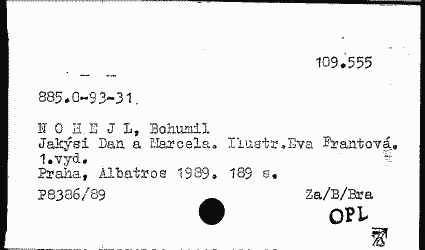 109.555
885.0-93-31.
N O H E J L, Bohumil
Jakýsi Dan a Marcela. Ilustr.Eva Frantová.
1.vyd.
Praha, Albatros 1989. 189 s.
P8386/89 Za/B/Bra
OPL